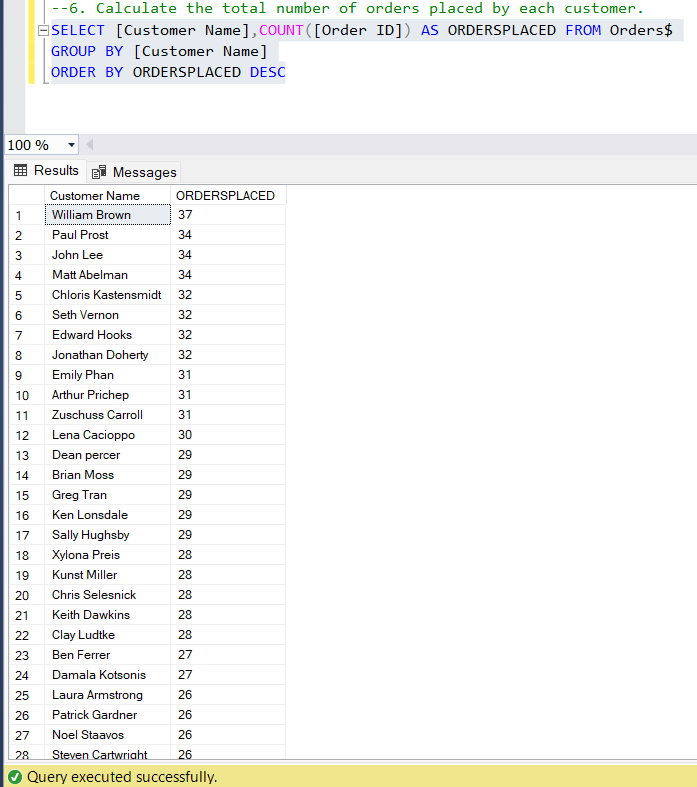 --6. Calculate the total number of orders placed by each customer.
SELECT [Customer Name],COUNT([Order ID]) AS ORDERSPLACED FROM Orders$
GROUP BY [Customer Name]
ORDER BY ORDERSPLACED DESC
100 %
Results Messages
Customer Name ORDERSPLACED
1 William Brown 37
2 Paul Prost 34
3 John Lee 34
4 Matt Abelman 34
5 Chloris Kastensmidt 32
6 Seth Vernon 32
7 Edward Hooks 32
8 Jonathan Doherty 32
9 Emily Phan 31
10 Arthur Prichep 31
11 Zuschuss Carroll 31
12 Lena Cacioppo 30
13 Dean percer 29
14 Brian Moss 29
15 Greg Tran 29
16 Ken Lonsdale 29
17 Sally Hughsby 29
18 Xylona Preis 28
19 Kunst Miller 28
20 Chris Selesnick 28
21 Keith Dawkins 28
22 Clay Ludtke 28
23 Ben Ferrer 27
24 Damala Kotsonis 27
25 Laura Armstrong 26
26 Patrick Gardner 26
27 Noel Staavos 26
28 Steven Cartwright 26
Query executed successfully.